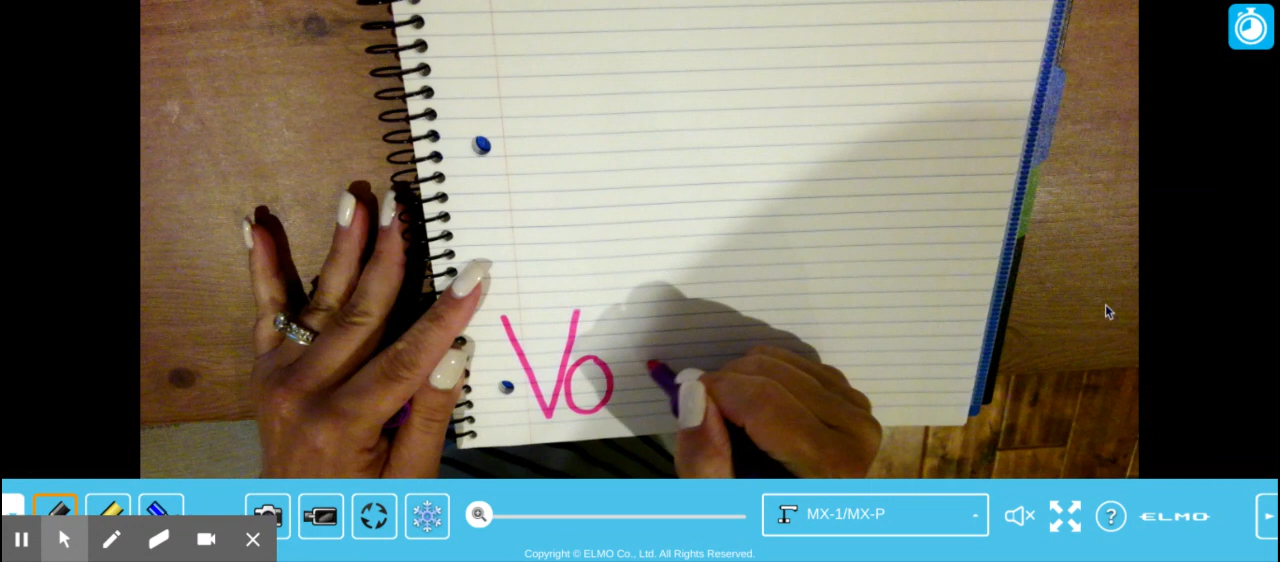 Vo
MX-1/MX-P
?
ELMO
Copyright © ELMO Co., Ltd. All Rights Reserved.